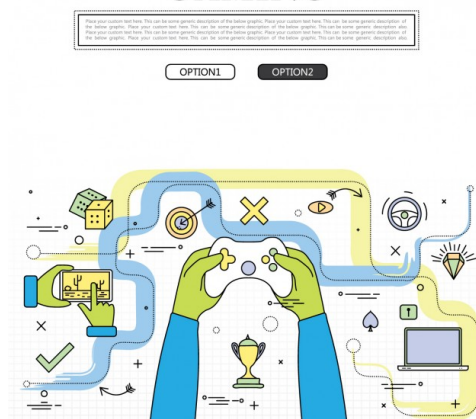 Place your custom text here. This can be some generic description of the below graphic. Place your custom text here. This can be some generic description of
the below graphic. Place your custom text here. This can be some generic description of the below graphic. Place your custom text here. This can be some generic description also.
Place your custom text here. This can be some generic description of the below graphic. Place your custom text here. This can be some generic description of
the below graphic. Place your custom text here. This can be some generic description of the below graphic. Place your custom text here. This can be some generic description also.
OPTION1
OPTION2